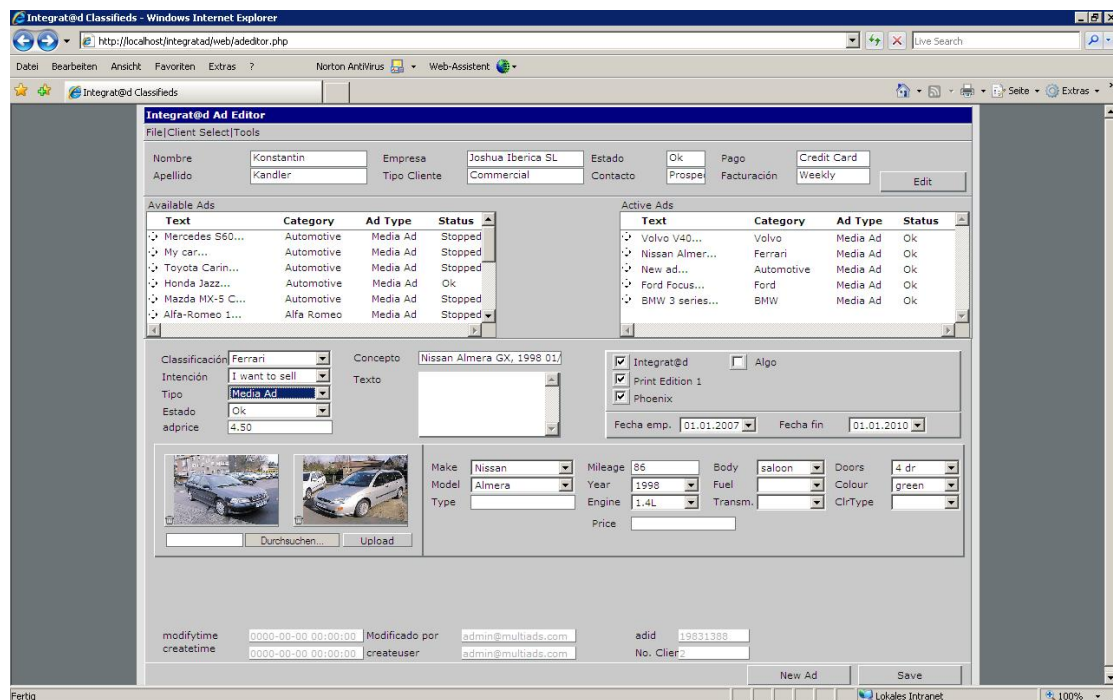 Integrat@d Classifieds - Windows Internet Explorer
http://localhost/integratad/web/adeditor.php Live Search
Datei Bearbeiten Ansicht Favoriten Extras ? Norton AntiVirus Web-Assistent
Integrat@d Classifieds Seite Extras
Integrat@d Ad Editor
File|Client Select|Tools
Nombre Konstantin Empresa Joshua Iberica SL Estado Ok Pago Credit Card
Apellido Kandler Tipo Cliente Commercial Contacto Prospe Facturación Weekly Edit
Available Ads Active Ads
Text Category Ad Type Status Text Category Ad Type Status
Mercedes S60... Automotive Media Ad Stopped Volvo V40... Volvo Media Ad Ok
My car... Automotive Media Ad Stopped Nissan Almer... Ferrari Media Ad Ok
Toyota Carin... Automotive Media Ad Stopped New ad... Automotive Media Ad Ok
Honda Jazz... Automotive Media Ad Ok Ford Focus... Ford Media Ad Ok
Mazda MX-5 C... Automotive Media Ad Stopped BMW 3 series... BMW Media Ad Ok
Alfa-Romeo 1... Alfa Romeo Media Ad Stopped
Classificación Ferrari Concepto Nissan Almera GX, 1998 01/ Integrat@d Algo
Intención I want to sell Texto Print Edition 1
Tipo Media Ad Phoenix
Estado Ok
adprice 4.50 Fecha emp. 01.01.2007 Fecha fin 01.01.2010
Make Nissan Mileage 86 Body saloon Doors 4 dr
Model Almera Year 1998 Fuel Colour green
Type Engine 1.4L Transm. ClrType
Price
Durchsuchen... Upload
modifytime 0000-00-00 00:00:00 Modificado por admin@multiads.com adid 19831388
createtime 0000-00-00 00:00:00 createuser admin@multiads.com No. Clien 2
New Ad Save
Fertig Lokales Intranet 100%